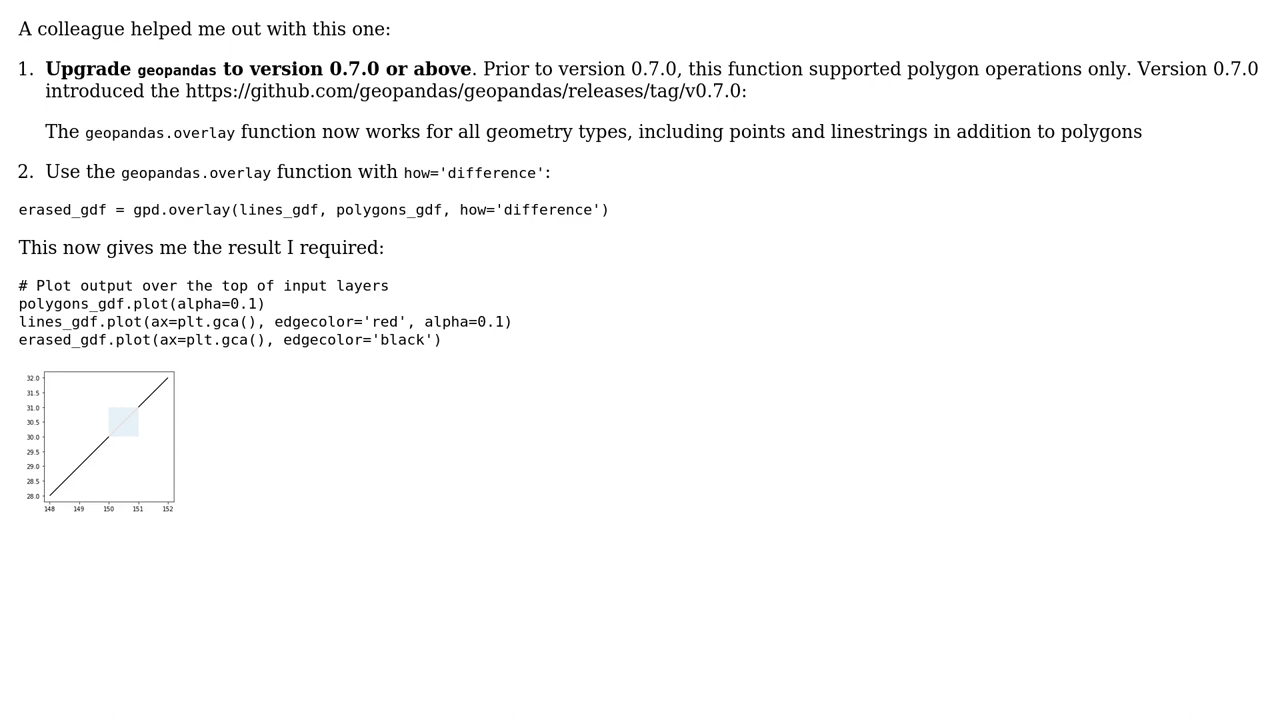 A colleague helped me out with this one:
1. Upgrade geopandas to version 0.7.0 or above. Prior to version 0.7.0, this function supported polygon operations only. Version 0.7.0
introduced the https://github.com/geopandas/geopandas/releases/tag/v0.7.0:
The geopandas.overlay function now works for all geometry types, including points and linestrings in addition to polygons
2. Use the geopandas.overlay function with how='difference':
erased_gdf = gpd.overlay(lines_gdf, polygons_gdf, how='difference')
This now gives me the result I required:
# Plot output over the top of input layers
polygons_gdf.plot(alpha=0.1)
lines_gdf.plot(ax=plt.gca(), edgecolor='red', alpha=0.1)
erased_gdf.plot(ax=plt.gca(), edgecolor='black')
32.0
31.5
31.0
30.5
30.0
29.5
29.0
28.5
28.0
148 149 150 151 152